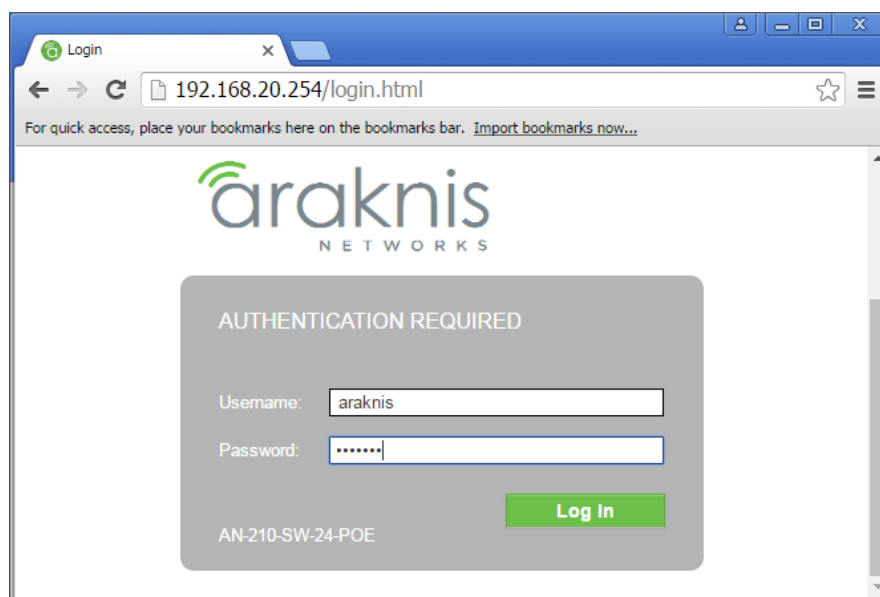 Login
192.168.20.254/login.html
For quick access, place your bookmarks here on the bookmarks bar. Import bookmarks now...
araknis
NETWORKS
AUTHENTICATION REQUIRED
Username: araknis
Password: •••••••
Log In
AN-210-SW-24-POE